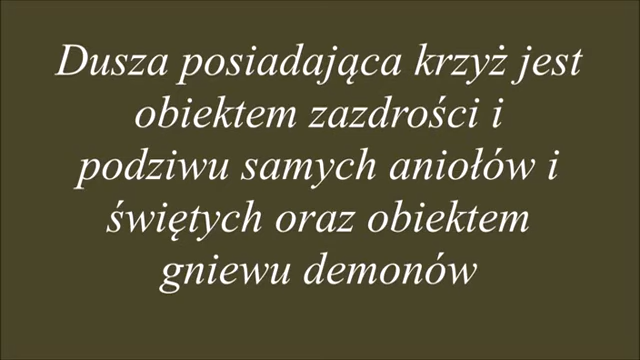 Dusza posiadająca krzyż jest
obiektem zazdrości i
podziwu samych aniołów i
świętych oraz obiektem
gniewu demonów